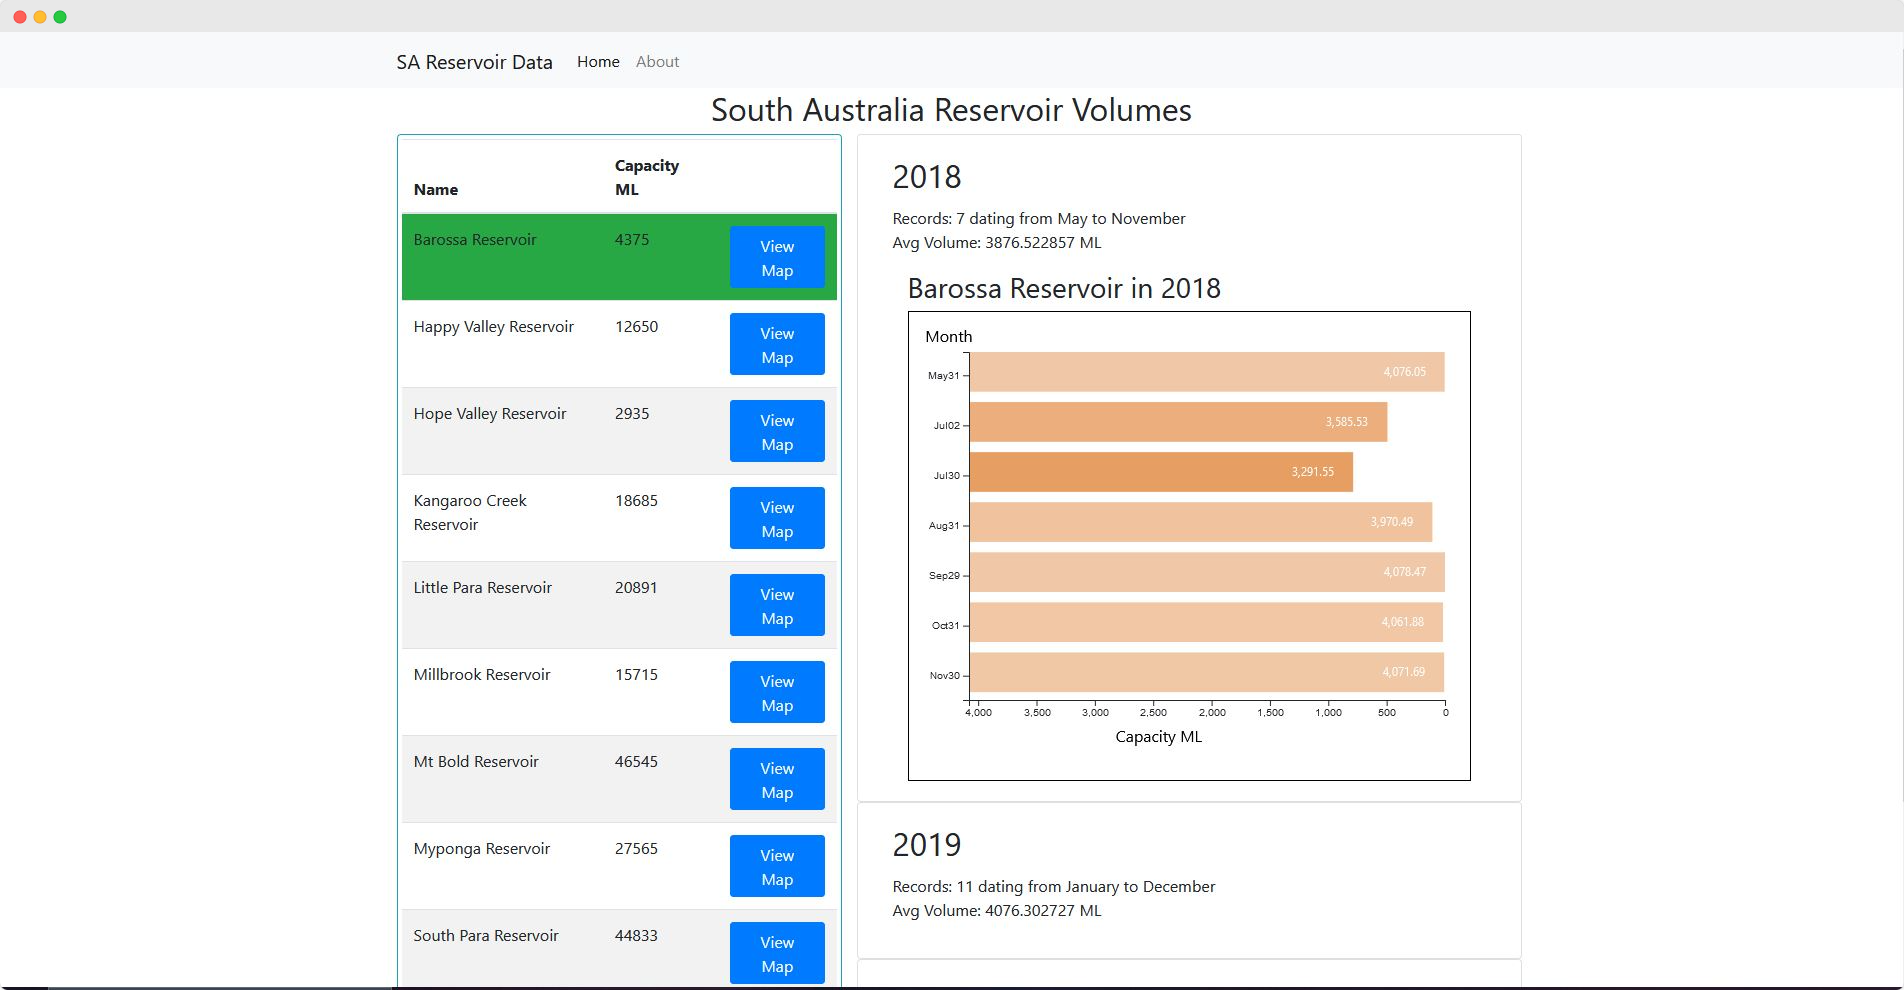 SA Reservoir Data Home About
South Australia Reservoir Volumes
Name Capacity
ML
Barossa Reservoir 4375 View
Map
Happy Valley Reservoir 12650 View
Map
Hope Valley Reservoir 2935 View
Map
Kangaroo Creek
Reservoir 18685 View
Map
Little Para Reservoir 20891 View
Map
Millbrook Reservoir 15715 View
Map
Mt Bold Reservoir 46545 View
Map
Myponga Reservoir 27565 View
Map
South Para Reservoir 44833 View
Map
2018
Records: 7 dating from May to November
Avg Volume: 3876.522857 ML
Barossa Reservoir in 2018
Month
May31 4,076.05
Jul02 3,585.53
Jul30 3,291.55
Aug31 3,970.49
Sep29 4,078.47
Oct31 4,061.88
Nov30 4,071.69
4,000 3,500 3,000 2,500 2,000 1,500 1,000 500 0
Capacity ML
2019
Records: 11 dating from January to December
Avg Volume: 4076.302727 ML